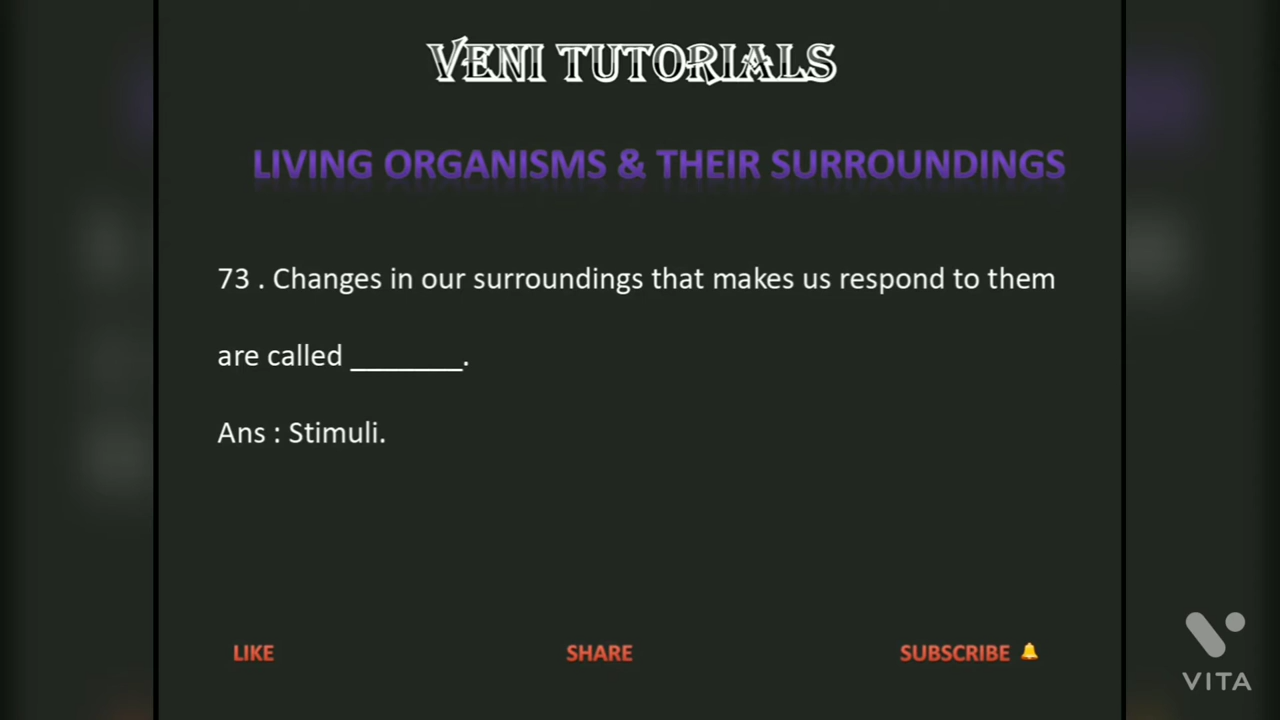 VENI TUTORIALS
LIVING ORGANISMS & THEIR SURROUNDINGS
73 . Changes in our surroundings that makes us respond to them
are called _______.
Ans : Stimuli.
LIKE SHARE SUBSCRIBE
VITA